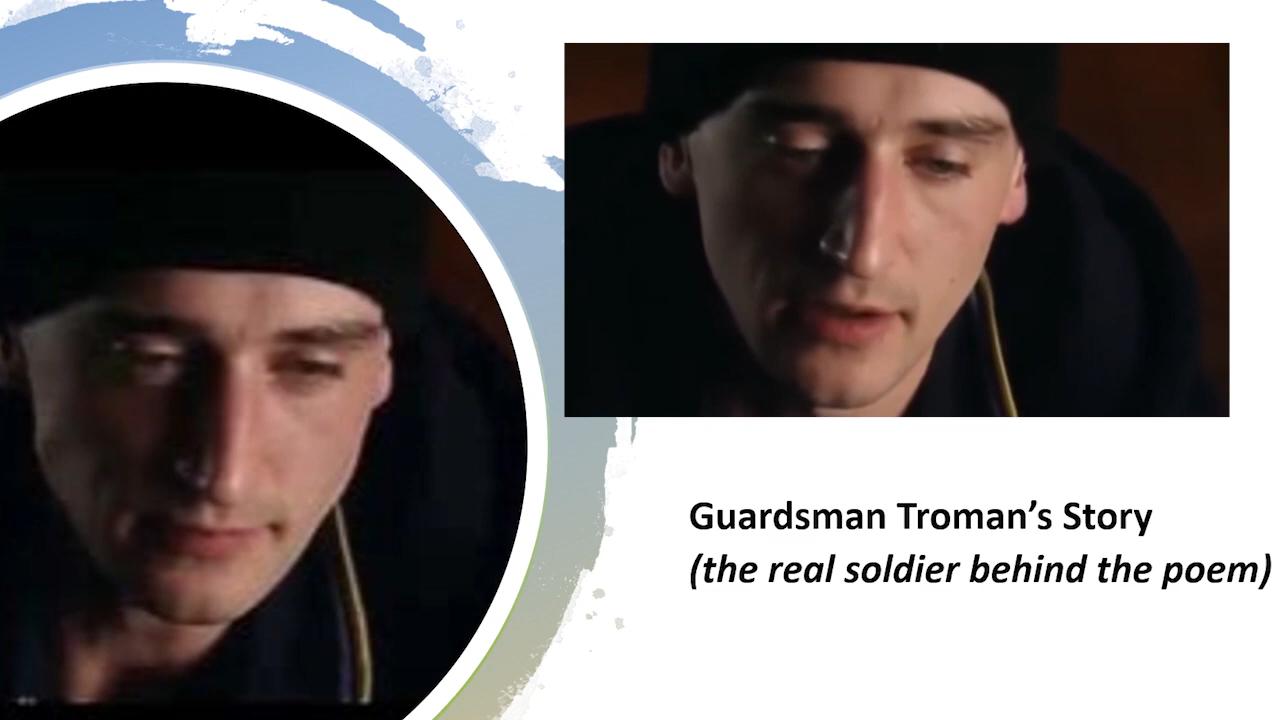 Guardsman Troman’s Story
(the real soldier behind the poem)